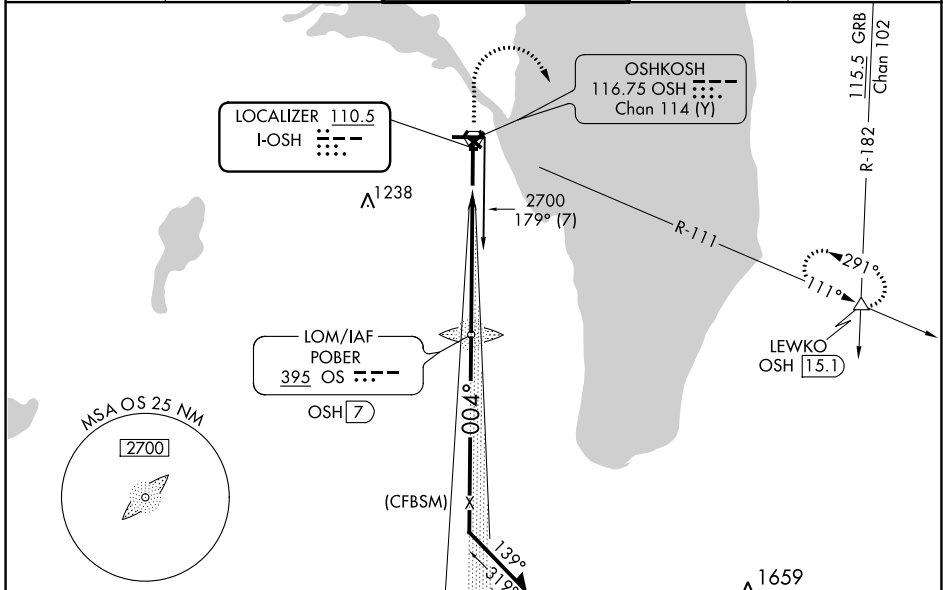 115.5 GRB
Chan 102
R-182
OSHKOSH
116.75 OSH
Chan 114 (Y)
LOCALIZER 110.5
I-OSH
1238
2700
179° (7)
R-111
291°
111°
LEWKO
OSH 15.1
LOM/IAF
POBER
395 OS
OSH 7
004°
MSA OS 25 NM
2700
(CFBSM)
X
139°
319°
1659